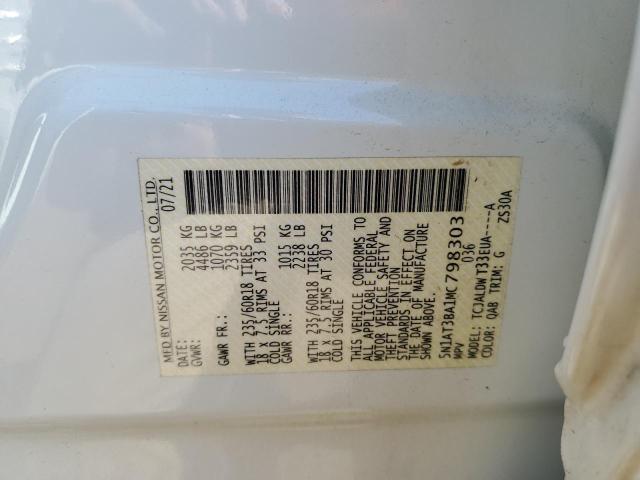 MFD BY NISSAN MOTOR CO., LTD.
DATE: 07/21
GVWR: 2035 KG
4486 LB
GAWR FR.: 1070 KG
2359 LB
WITH 235/60R18 TIRES
18 x 7.5 RIMS AT 33 PSI
COLD SINGLE
GAWR RR.: 1015 KG
2238 LB
WITH 235/60R18 TIRES
18 x 7.5 RIMS AT 30 PSI
COLD SINGLE
THIS VEHICLE CONFORMS TO
ALL APPLICABLE FEDERAL
MOTOR VEHICLE SAFETY AND
THEFT PREVENTION
STANDARDS IN EFFECT ON
THE DATE OF MANUFACTURE
SHOWN ABOVE.
5N1AT3BA1MC798303
MPV 036
MODEL: TCJALDWT33EUA----A
COLOR: QAB TRIM: G ZS30A